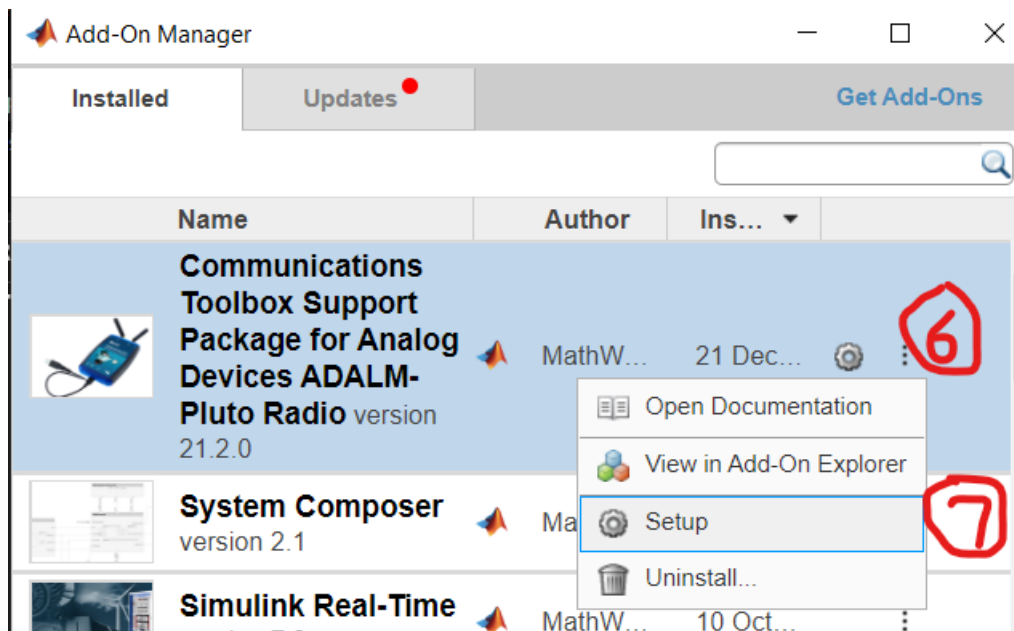 Add-On Manager
Installed
Updates
Get Add-Ons
Name
Author
Ins...
Communications
Toolbox Support
Package for Analog
Devices ADALM-
Pluto Radio version
21.2.0
MathW...
21 Dec...
6
Open Documentation
View in Add-On Explorer
System Composer
version 2.1
Ma
Setup
7
Uninstall...
Simulink Real-Time
MathW...
10 Oct...